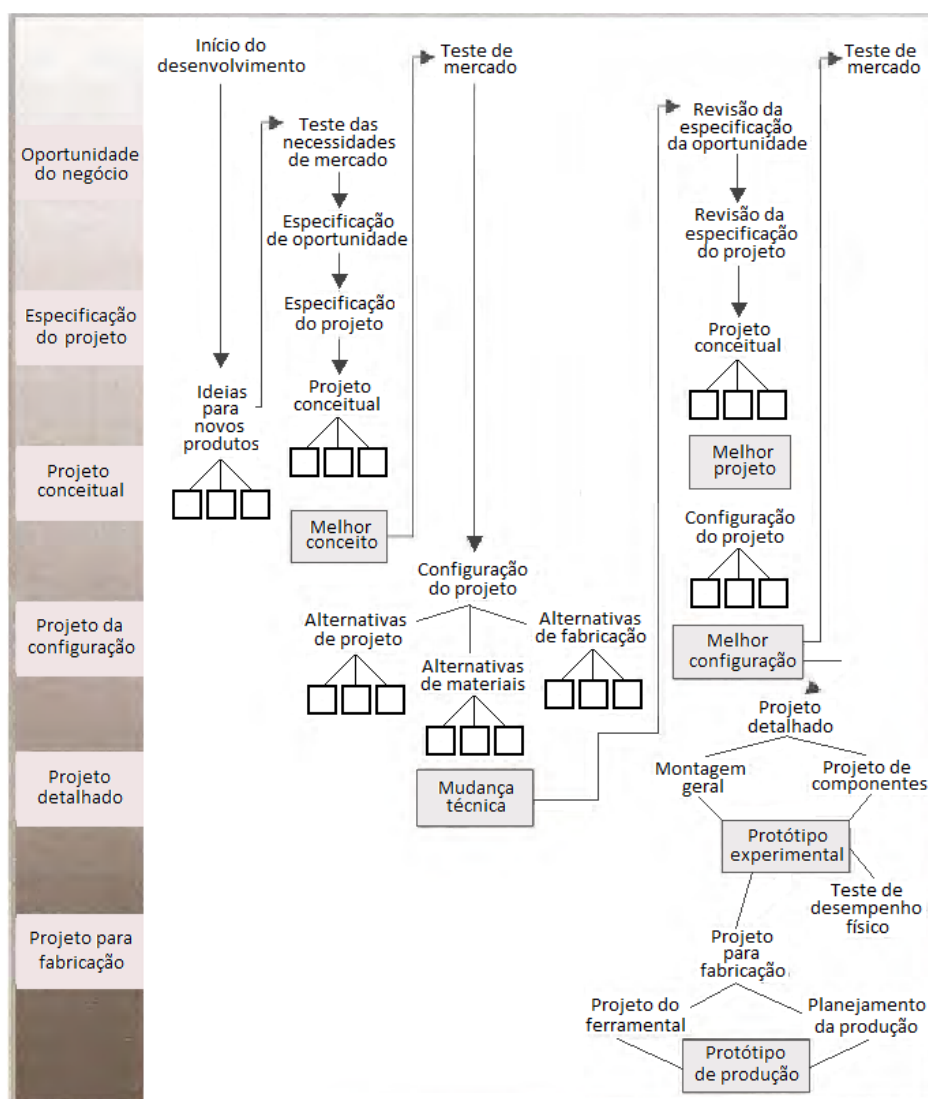 Oportunidade
do negócio
Especificação
do projeto
Projeto
conceitual
Projeto da
configuração
Projeto
detalhado
Projeto para
fabricação
Início do
desenvolvimento
Ideias
para
novos
produtos
Teste das
necessidades
de mercado
Especificação
de oportunidade
Especificação
do projeto
Projeto
conceitual
Melhor
conceito
Teste de
mercado
Configuração
do projeto
Alternativas
de projeto
Alternativas
de materiais
Alternativas
de fabricação
Mudança
técnica
Revisão da
especificação
da oportunidade
Revisão da
especificação
do projeto
Projeto
conceitual
Melhor
projeto
Configuração
do projeto
Melhor
configuração
Teste de
mercado
Projeto
detalhado
Montagem
geral
Projeto de
componentes
Protótipo
experimental
Teste de
desempenho
físico
Projeto
para
fabricação
Projeto do
ferramental
Planejamento
da produção
Protótipo
de produção